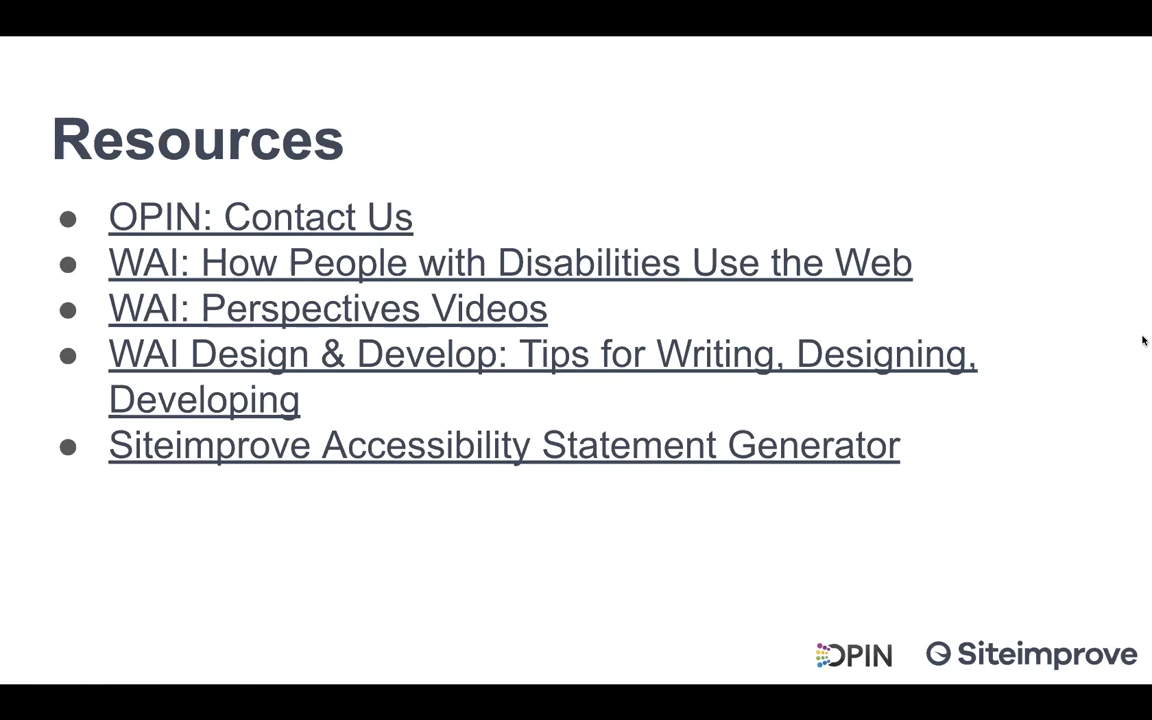 Resources
● OPIN: Contact Us
● WAI: How People with Disabilities Use the Web
● WAI: Perspectives Videos
● WAI Design & Develop: Tips for Writing, Designing,
Developing
● Siteimprove Accessibility Statement Generator
OPIN Siteimprove